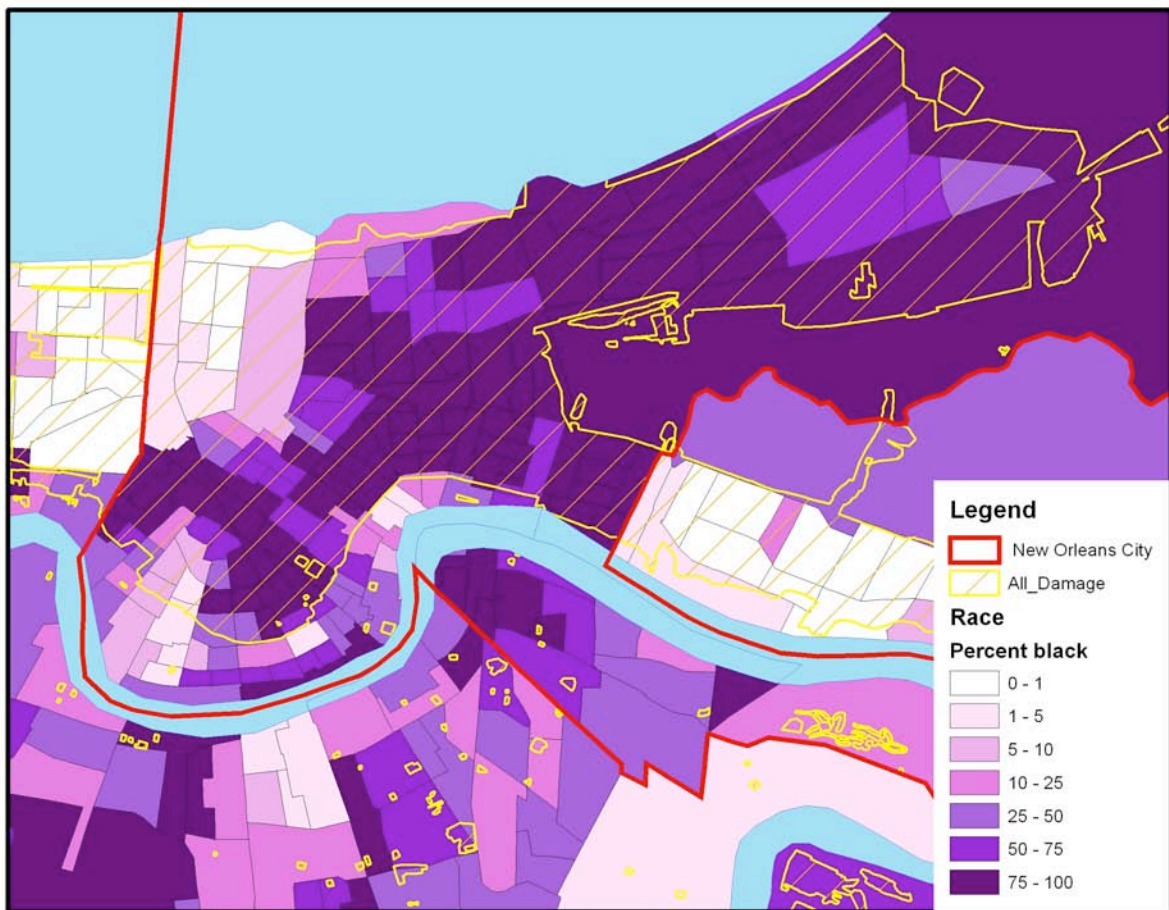 Legend
New Orleans City
All_Damage
Race
Percent black
0 - 1
1 - 5
5 - 10
10 - 25
25 - 50
50 - 75
75 - 100